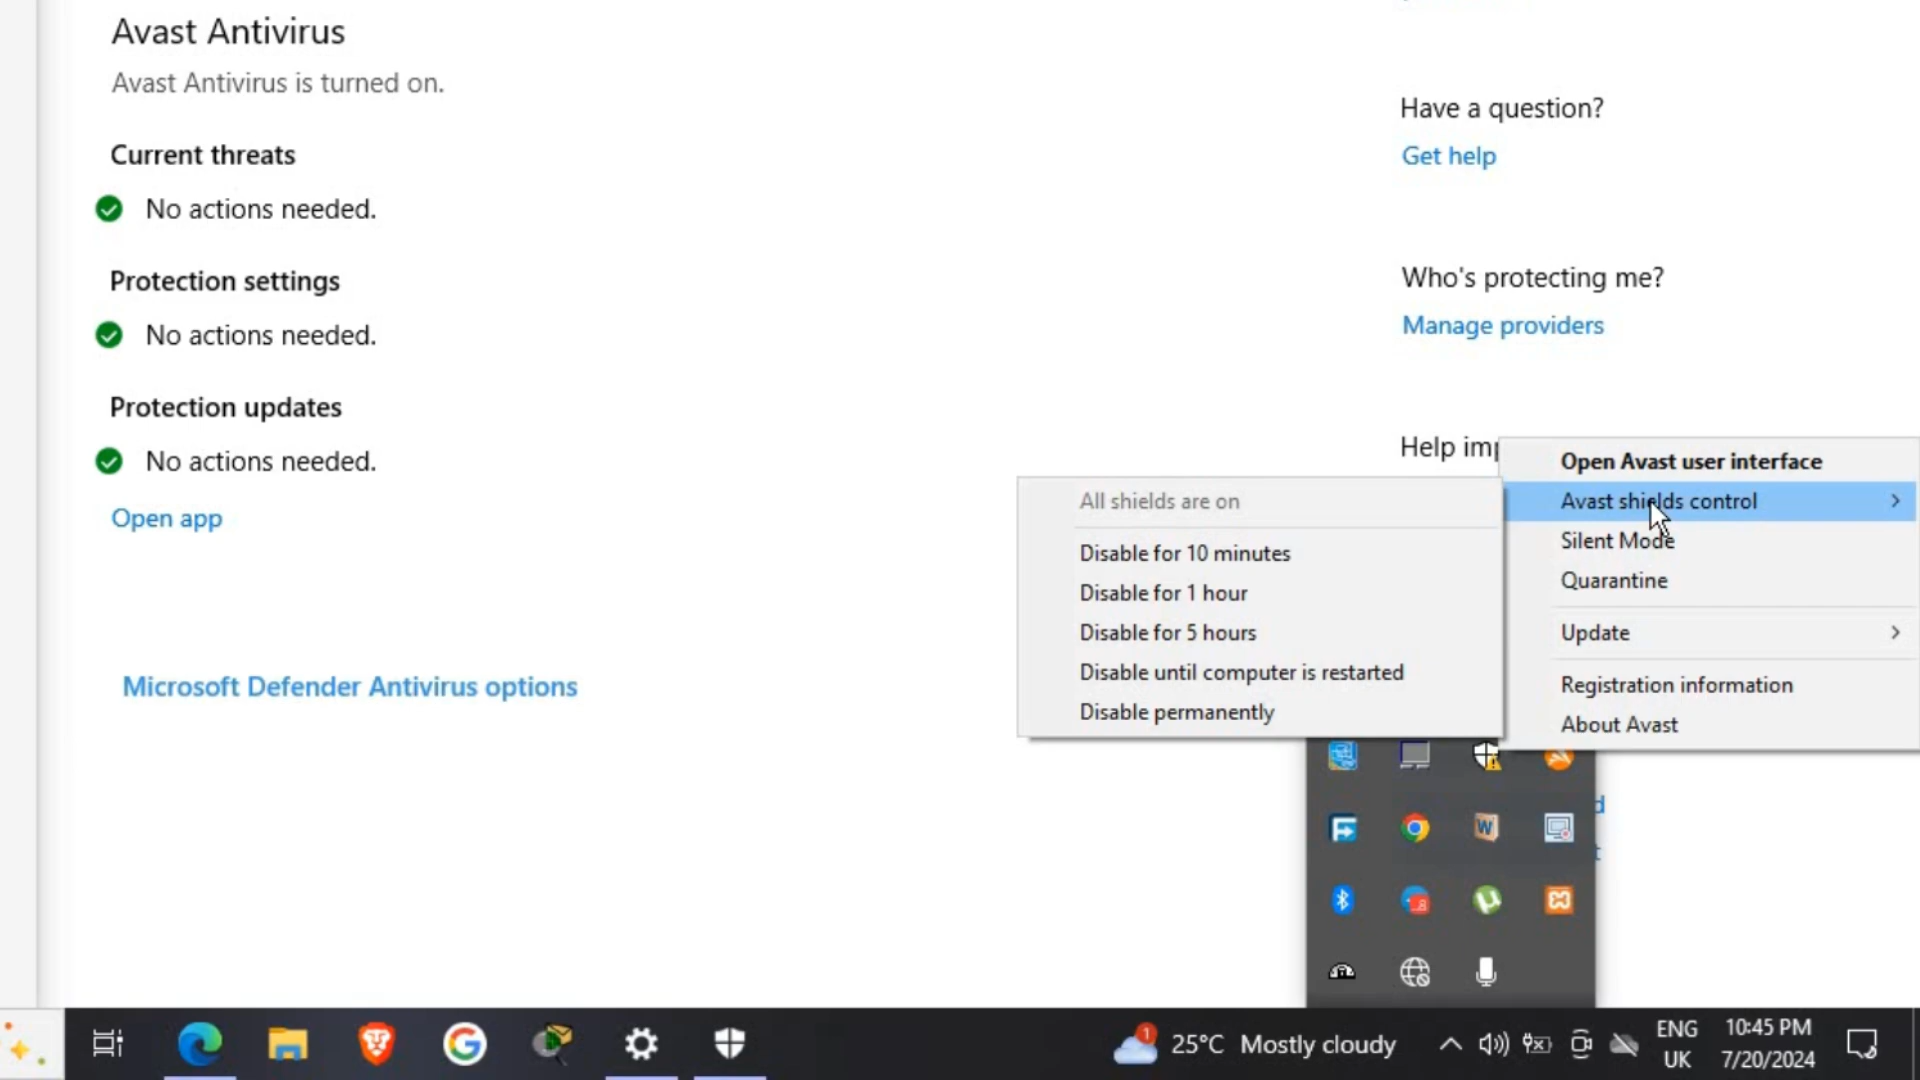 Avast Antivirus
Avast Antivirus is turned on.
Current threats
No actions needed.
Protection settings
No actions needed.
Protection updates
No actions needed.
Open app
Microsoft Defender Antivirus options
Have a question?
Get help
Who's protecting me?
Manage providers
Help imp
Open Avast user interface
Avast shields control
Silent Mode
Quarantine
Update
Registration information
About Avast
All shields are on
Disable for 10 minutes
Disable for 1 hour
Disable for 5 hours
Disable until computer is restarted
Disable permanently
1
25°C Mostly cloudy
ENG
UK
10:45 PM
7/20/2024